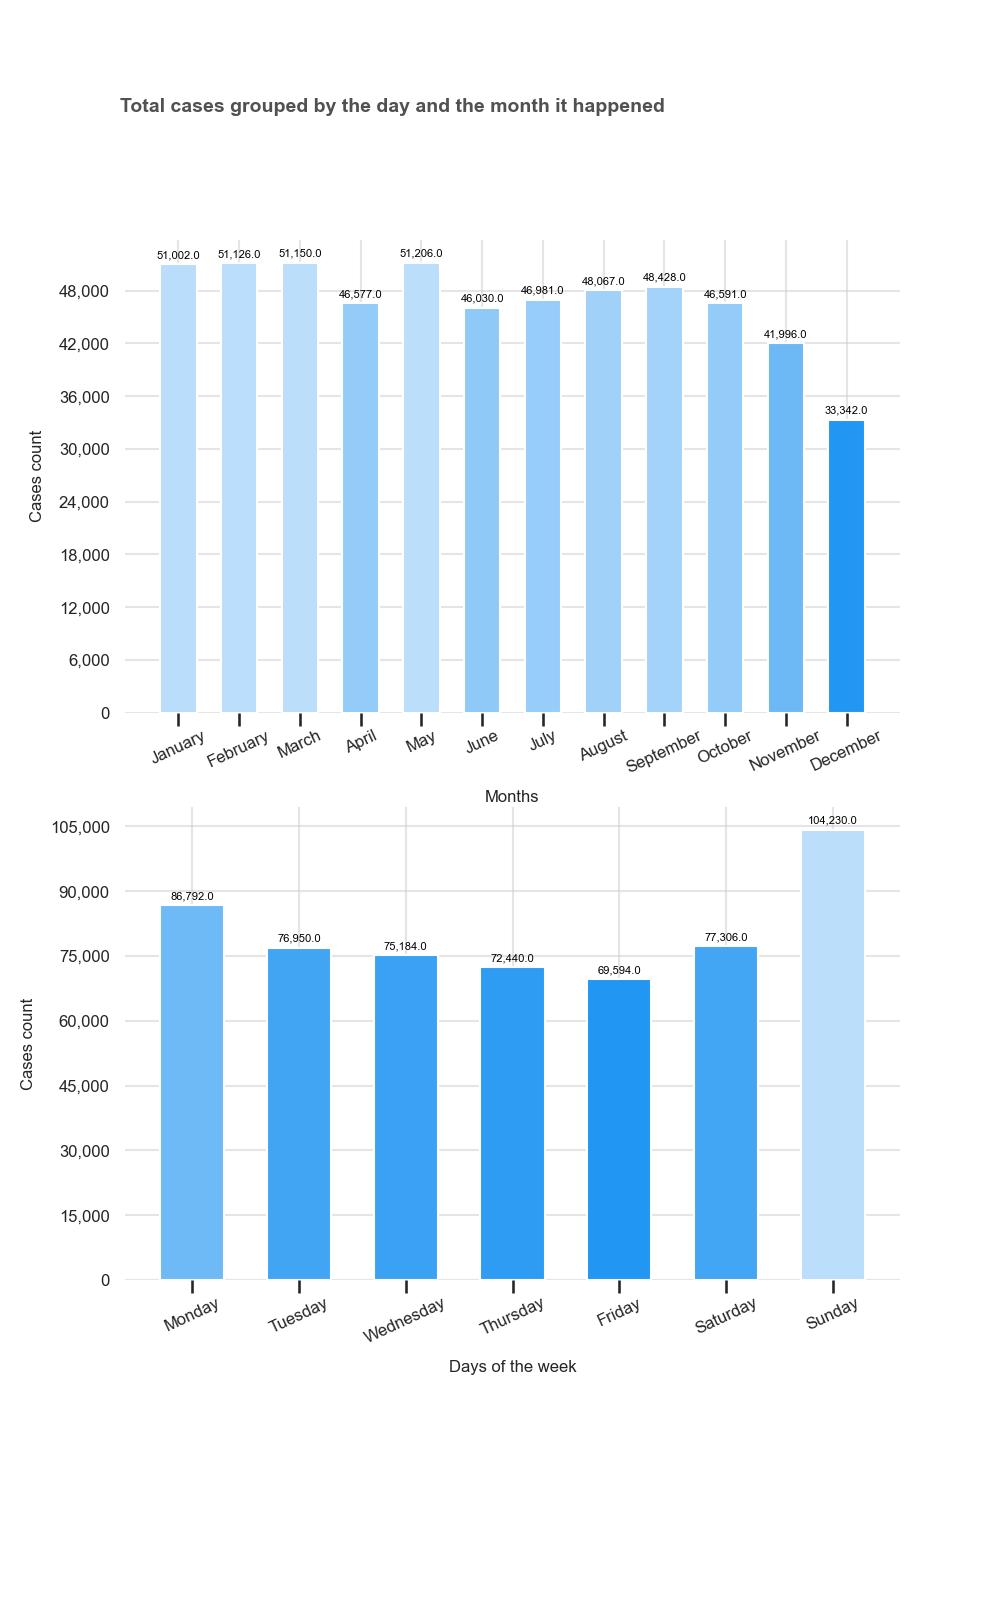 Total cases grouped by the day and the month it happened
51,002.0 51,126.0 51,150.0 46,577.0 51,206.0 46,030.0 46,981.0 48,067.0 48,428.0 46,591.0 41,996.0 33,342.0
48,000
42,000
36,000
30,000
24,000
18,000
12,000
6,000
0
Cases count
January February March April May June July August September October November December
Months
105,000
90,000
75,000
60,000
45,000
30,000
15,000
0
86,792.0 76,950.0 75,184.0 72,440.0 69,594.0 77,306.0 104,230.0
Cases count
Monday Tuesday Wednesday Thursday Friday Saturday Sunday
Days of the week